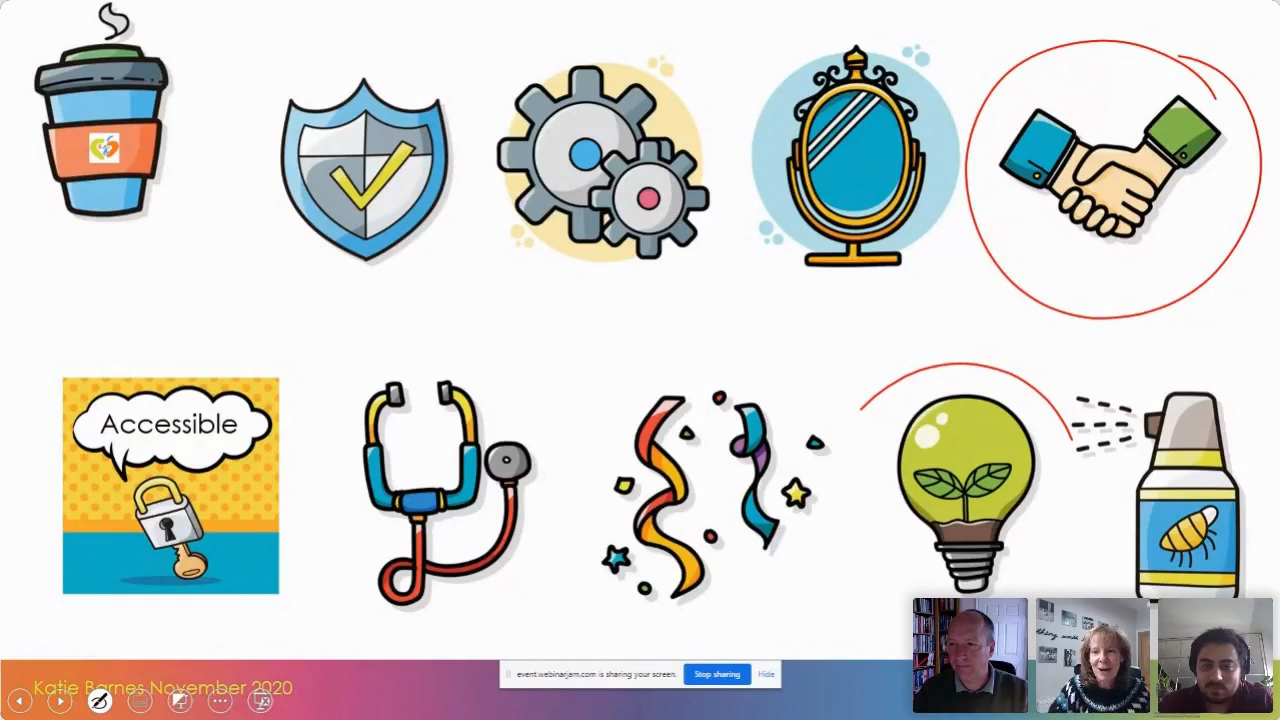 Accessible
Katie Barnes November 2020
event.webinarjam.com is sharing your screen.
Stop sharing
Hide